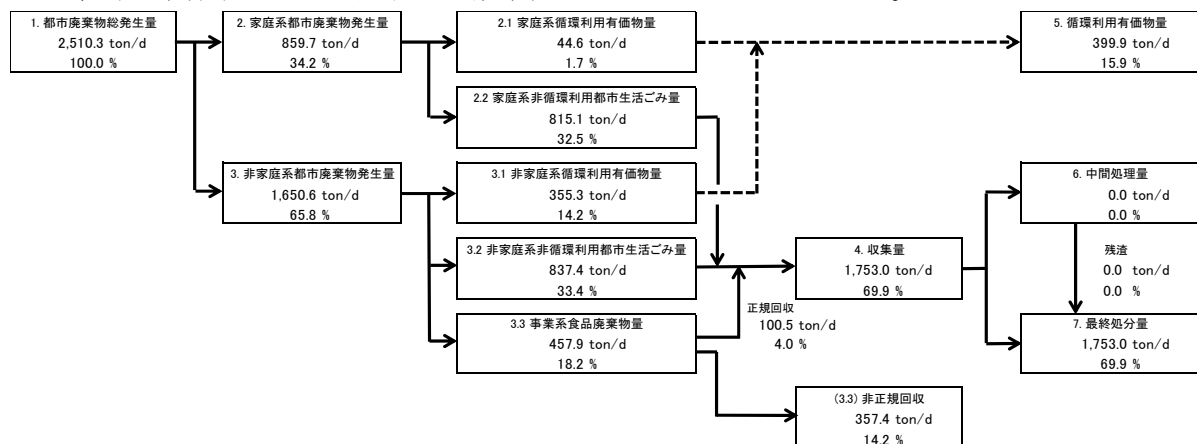 1. 都市廃棄物総発生量
2,510.3 ton/d
100.0 %
2. 家庭系都市廃棄物発生量
859.7 ton/d
34.2 %
2.1 家庭系循環利用有価物量
44.6 ton/d
1.7 %
5. 循環利用有価物量
399.9 ton/d
15.9 %
2.2 家庭系非循環利用都市生活ごみ量
815.1 ton/d
32.5 %
3. 非家庭系都市廃棄物発生量
1,650.6 ton/d
65.8 %
3.1 非家庭系循環利用有価物量
355.3 ton/d
14.2 %
6. 中間処理量
0.0 ton/d
0.0 %
3.2 非家庭系非循環利用都市生活ごみ量
837.4 ton/d
33.4 %
4. 収集量
1,753.0 ton/d
69.9 %
残渣
0.0 ton/d
0.0 %
3.3 事業系食品廃棄物量
457.9 ton/d
18.2 %
正規回収
100.5 ton/d
4.0 %
7. 最終処分量
1,753.0 ton/d
69.9 %
(3.3) 非正規回収
357.4 ton/d
14.2 %